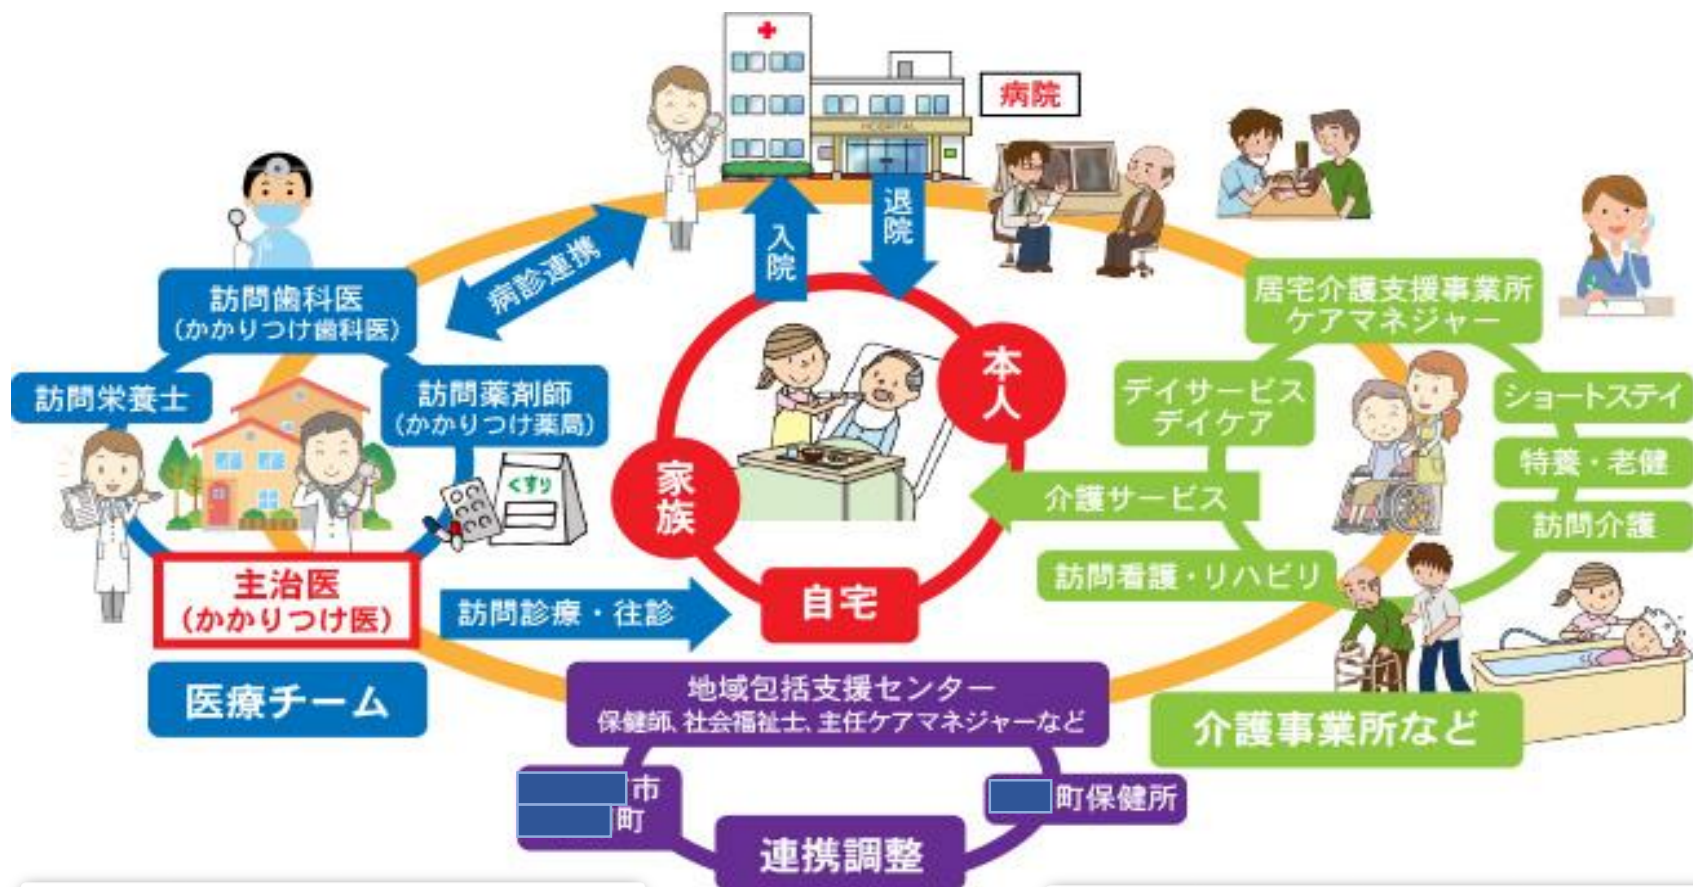 病院
HOSPITAL
入院
退院
病診連携
訪問歯科医
(かかりつけ歯科医)
訪問栄養士
訪問薬剤師
(かかりつけ薬局)
くすり
主治医
(かかりつけ医)
医療チーム
訪問診療・往診
本人
家族
自宅
居宅介護支援事業所
ケアマネジャー
デイサービス
デイケア
ショートステイ
特養・老健
訪問介護
介護サービス
訪問看護・リハビリ
介護事業所など
地域包括支援センター
保健師、社会福祉士、主任ケアマネジャーなど
市
町
町保健所
連携調整